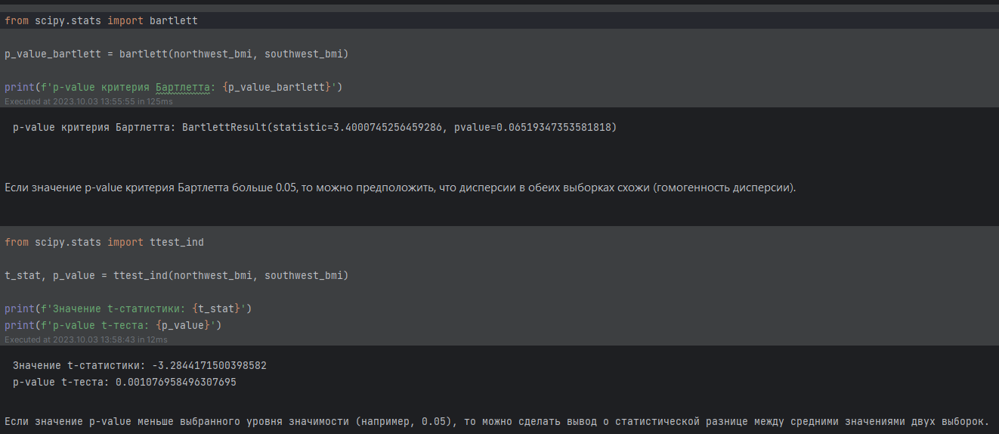 from scipy.stats import bartlett
p_value_bartlett = bartlett(northwest_bmi, southwest_bmi)
print(f'p-value критерия Бартлетта: {p_value_bartlett}')
Executed at 2023.10.03 13:55:55 in 125ms
p-value критерия Бартлетта: BartlettResult(statistic=3.4000745256459286, pvalue=0.06519347353581818)
Если значение p-value критерия Бартлетта больше 0.05, то можно предположить, что дисперсии в обеих выборках схожи (гомогенность дисперсии).
from scipy.stats import ttest_ind
t_stat, p_value = ttest_ind(northwest_bmi, southwest_bmi)
print(f'Значение t-статистики: {t_stat}')
print(f'p-value t-теста: {p_value}')
Executed at 2023.10.03 13:58:43 in 12ms
Значение t-статистики: -3.2844171500398582
p-value t-теста: 0.001076958496307695
Если значение p-value меньше выбранного уровня значимости (например, 0.05), то можно сделать вывод о статистической разнице между средними значениями двух выборок.